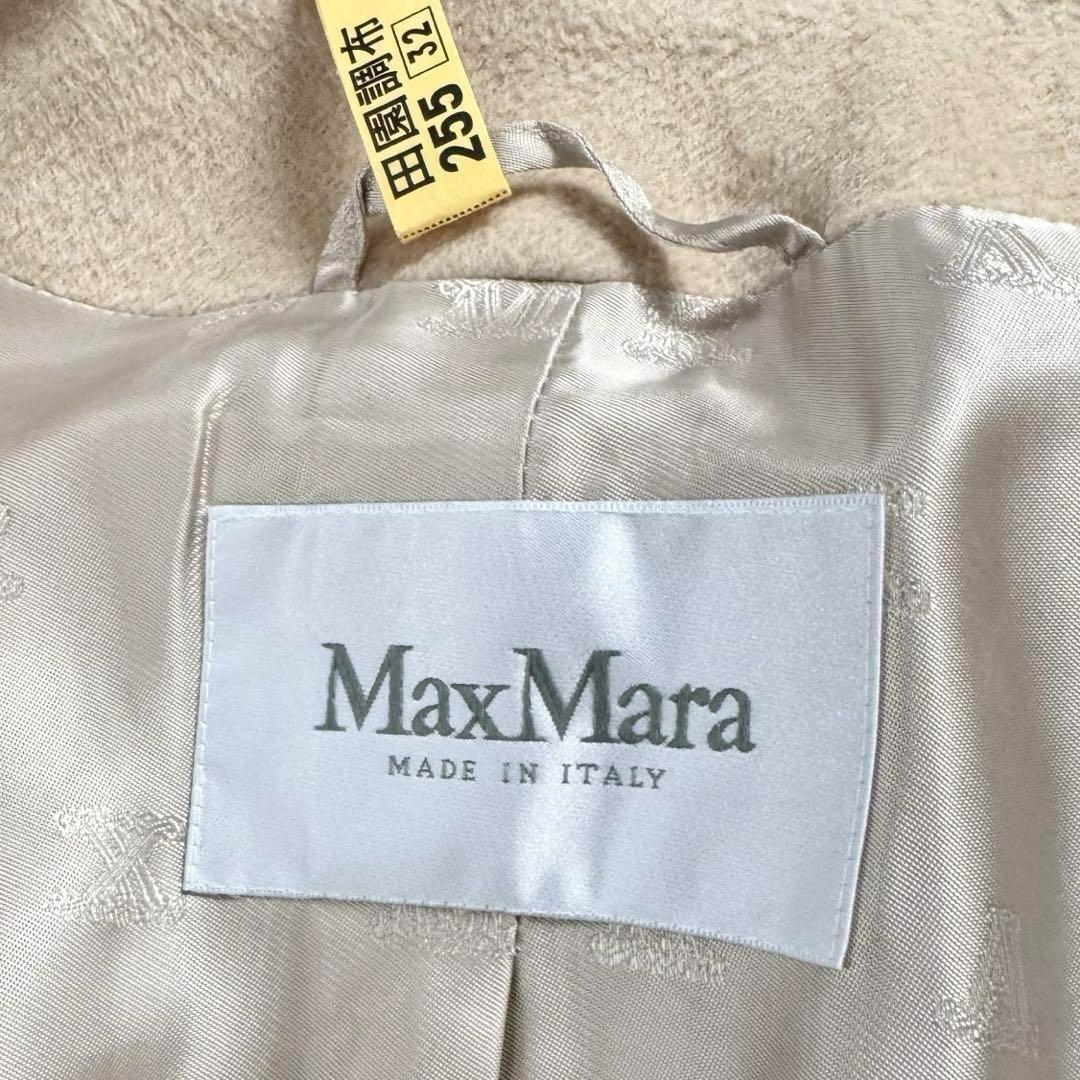 田園調布 32
255
MaxMara
MADE IN ITALY